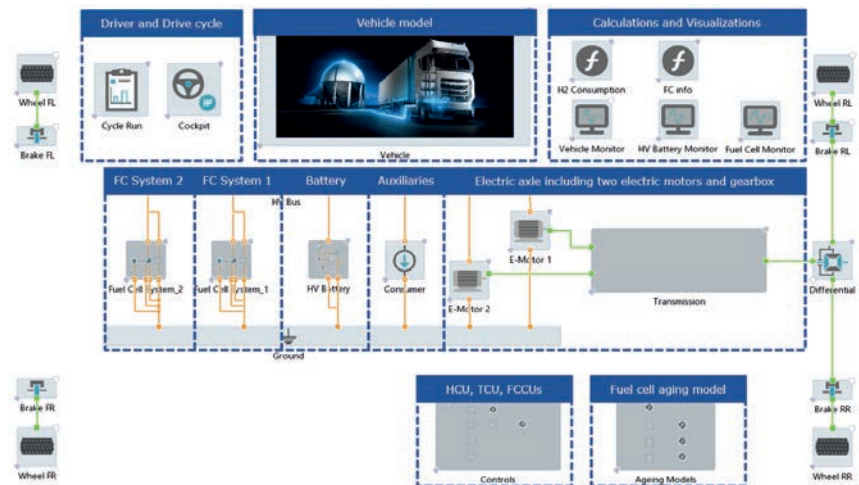 Driver and Drive cycle
Vehicle model
Calculations and Visualizations
Wheel FL
Brake FL
Cycle Run
Cockpit
Vehicle
H2 Consumption
FC info
Vehicle Monitor
HV Battery Monitor
Fuel Cell Monitor
Wheel RL
Brake RL
FC System 2
FC System 1
Battery
Auxiliaries
Electric axle including two electric motors and gearbox
HV Bus
Fuel Cell System_2
Fuel Cell System_1
HV Battery
Consumer
E-Motor 1
E-Motor 2
Transmission
Differential
Ground
HCU, TCU, FCCUs
Fuel cell aging model
Brake FR
Wheel FR
Controls
Ageing Models
Brake RR
Wheel RR